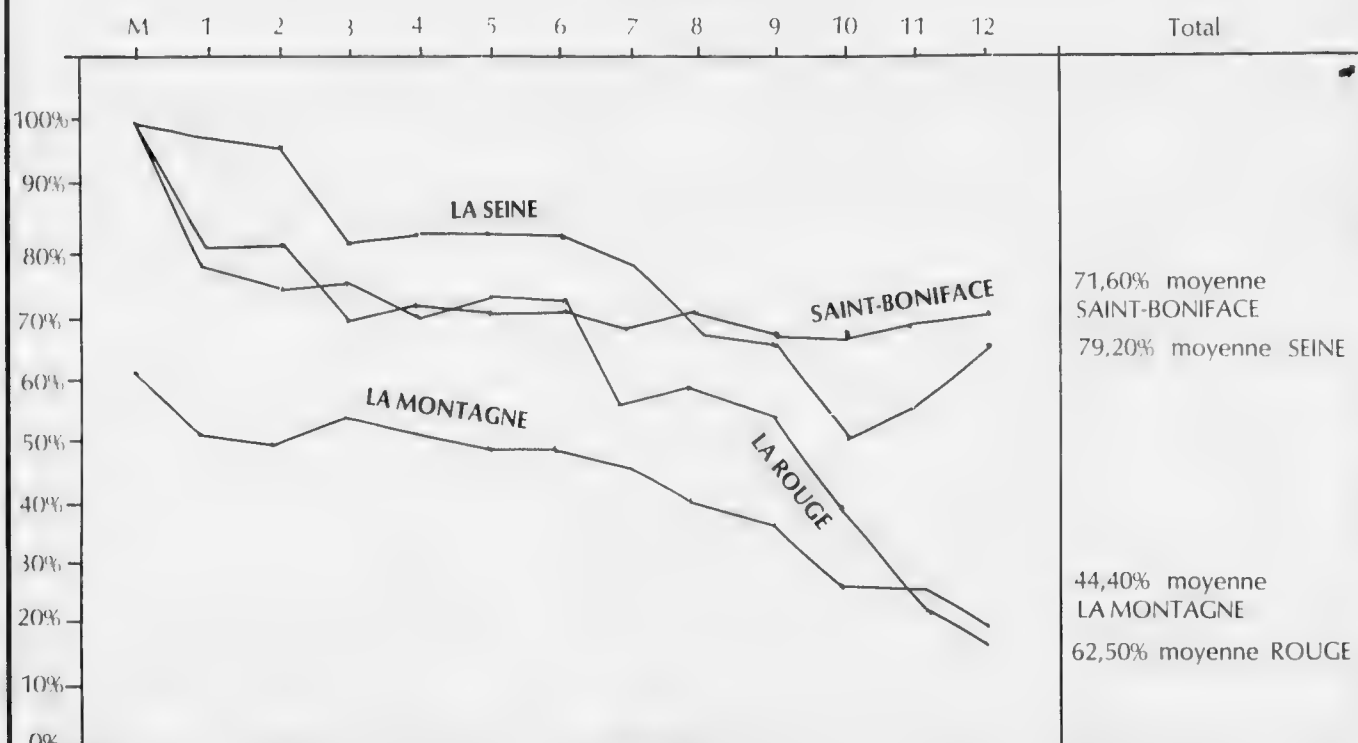 M 1 2 3 4 5 6 7 8 9 10 11 12 Total
100%
90%
80%
70%
60%
50%
40%
30%
20%
10%
0%
LA SEINE
SAINT-BONIFACE
LA MONTAGNE
LA ROUGE
71,60% moyenne
SAINT-BONIFACE
79,20% moyenne SEINE
44,40% moyenne
LA MONTAGNE
62,50% moyenne ROUGE